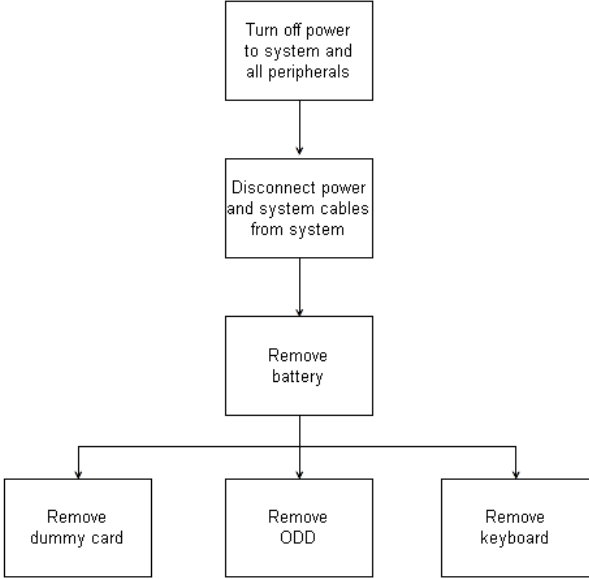 Turn off power
to system and
all peripherals
Disconnect power
and system cables
from system
Remove
battery
Remove
dummy card
Remove
ODD
Remove
keyboard